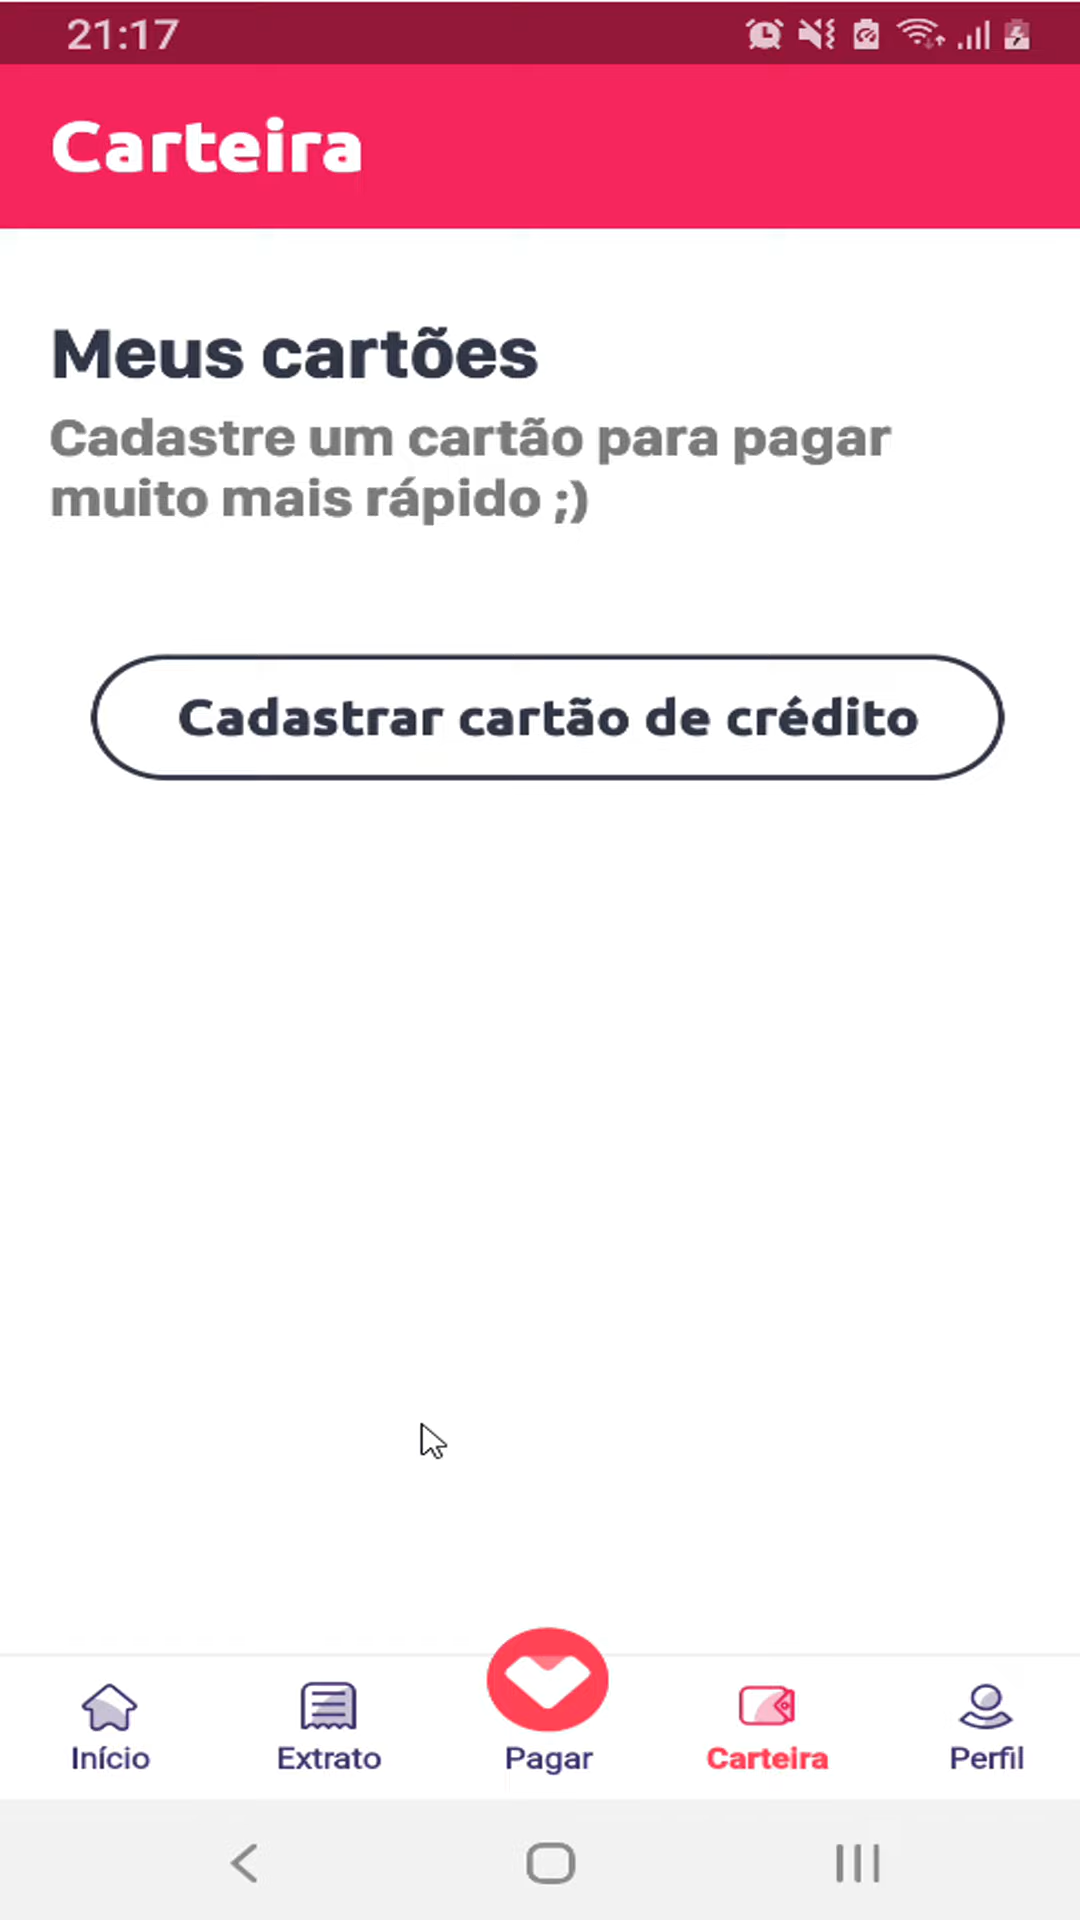 21:17
Carteira
Meus cartões
Cadastre um cartão para pagar
muito mais rápido ;)
Cadastrar cartão de crédito
Início
Extrato
Pagar
Carteira
Perfil